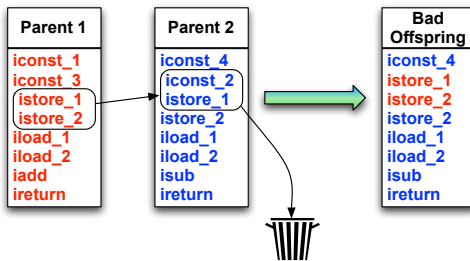 Parent 1
iconst_1
iconst_3
istore_1
istore_2
iload_1
iload_2
iadd
ireturn
Parent 2
iconst_4
iconst_2
istore_1
istore_2
iload_1
iload_2
isub
ireturn
Bad
Offspring
iconst_4
istore_1
istore_2
istore_2
iload_1
iload_2
isub
ireturn